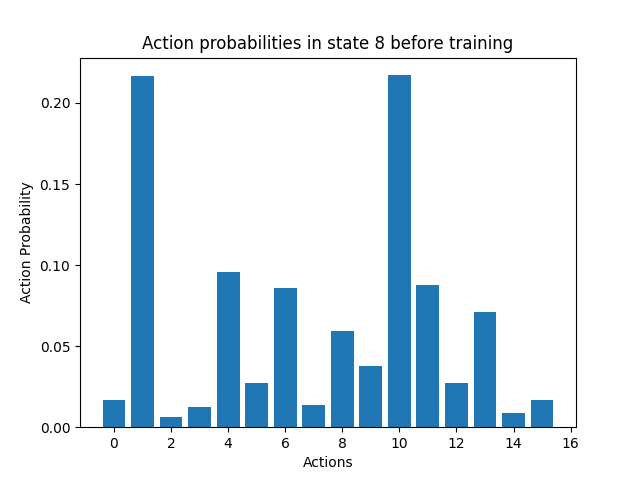 Action probabilities in state 8 before training
0.20
0.15
0.10
0.05
0.00
Action Probability
0 2 4 6 8 10 12 14 16
Actions